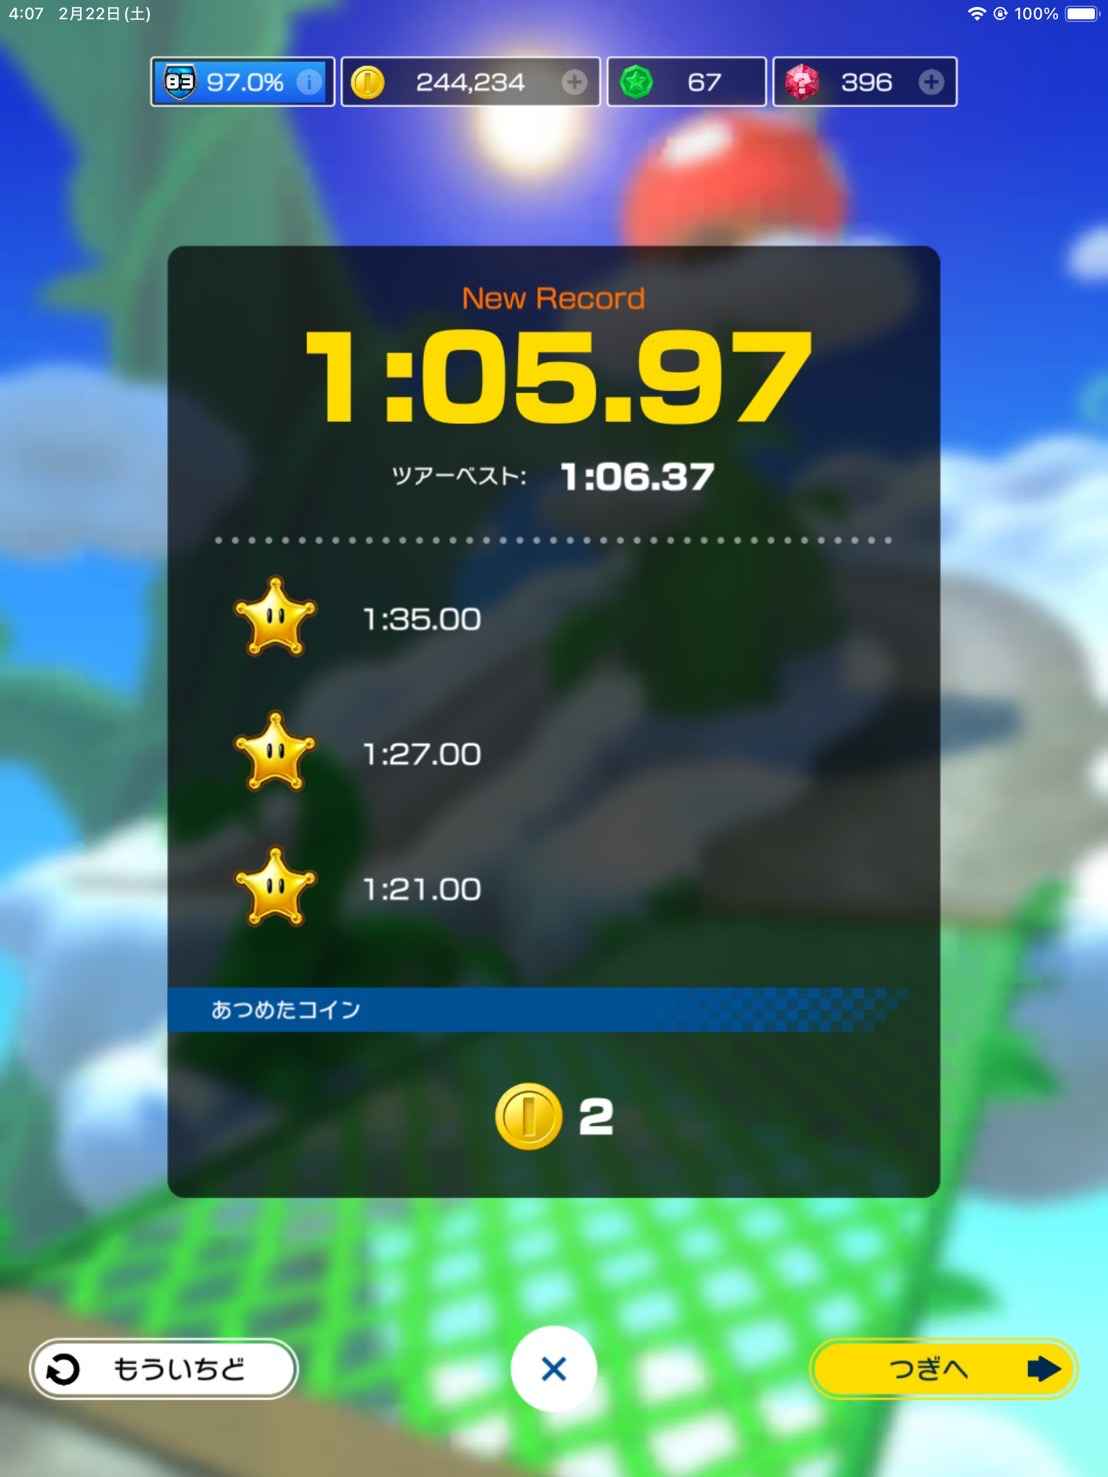 4:07 2月22日(土) 100%
83 97.0% 244,234 67 396
New Record
1:05.97
ツアーベスト: 1:06.37
1:35.00
1:27.00
1:21.00
あつめたコイン
2
もういちど
つぎへ